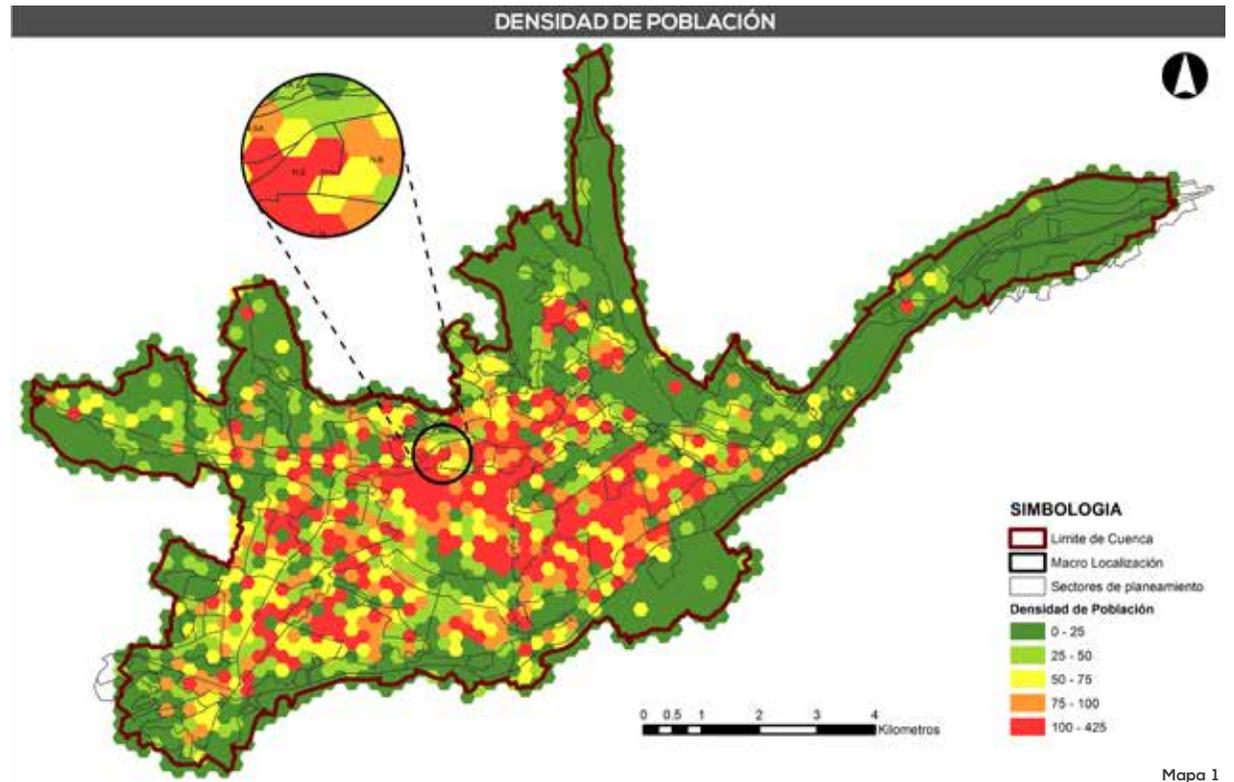 DENSIDAD DE POBLACIÓN
SIMBOLOGIA
Limite de Cuenca
Macro Localización
Sectores de planeamiento
Densidad de Población
0 - 25
25 - 50
50 - 75
75 - 100
100 - 425
0 0.5 1 2 3 4
Kilometros
Mapa 1